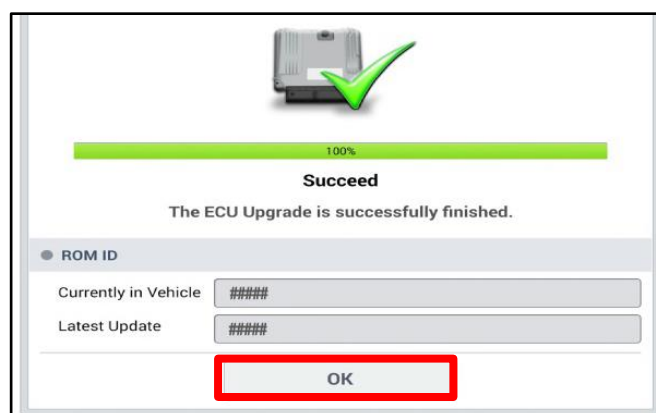 100%
Succeed
The ECU Upgrade is successfully finished.
ROM ID
Currently in Vehicle #####
Latest Update #####
OK